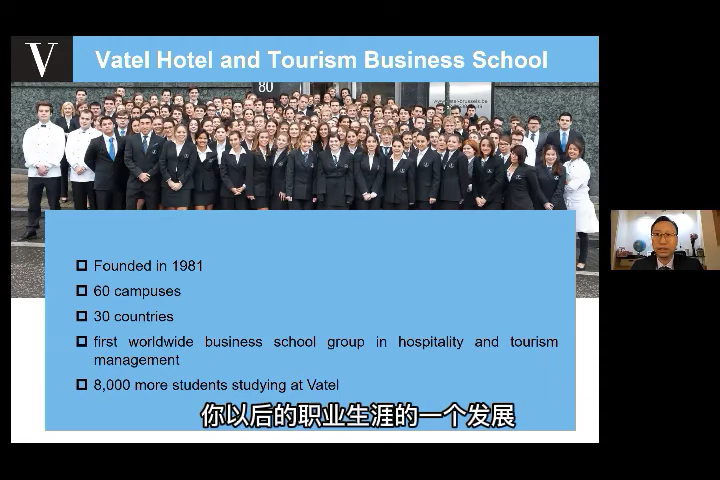 V
Vatel Hotel and Tourism Business School
80
Founded in 1981
60 campuses
30 countries
first worldwide business school group in hospitality and tourism
management
8,000 more students studying at Vatel
你以后的职业生涯的一个发展